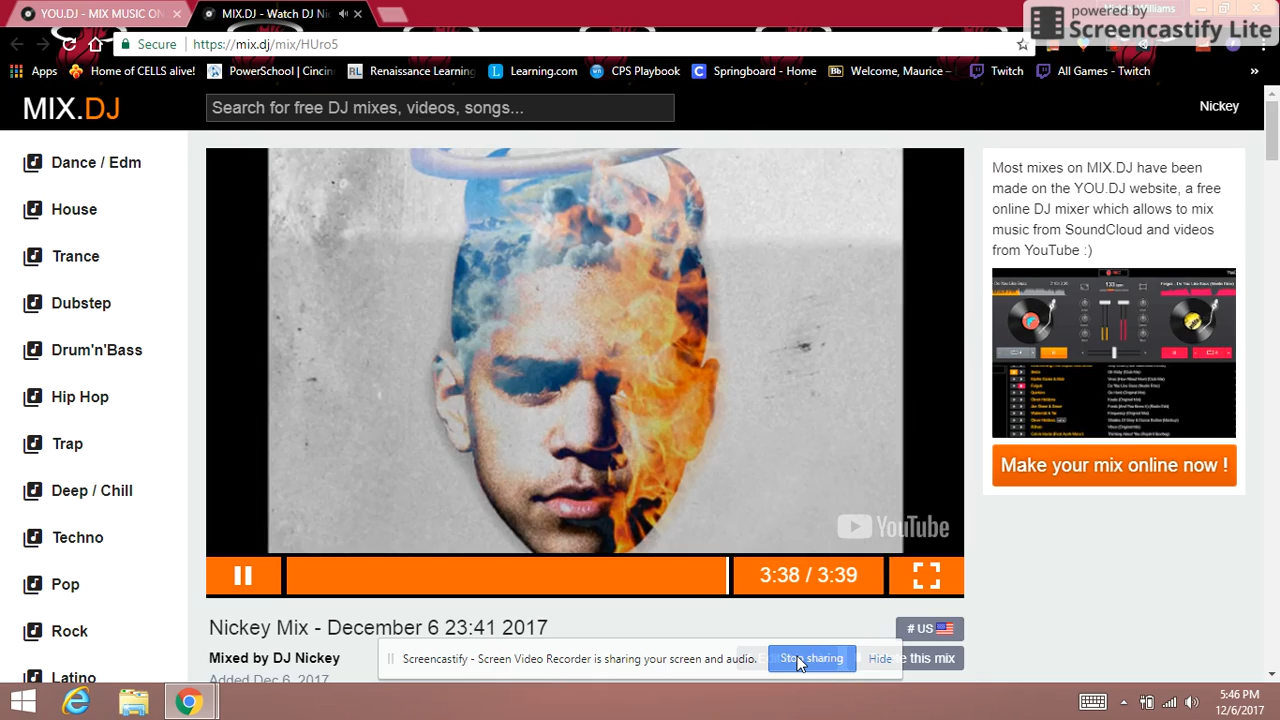 YOU.DJ - MIX MUSIC ON
MIX.DJ - Watch DJ Ni
powered by
Screencastify Lite
Secure
https://mix.dj/mix/HUro5
Apps
Home of CELLS alive!
PowerSchool | Cincin
Renaissance Learning
Learning.com
CPS Playbook
Springboard - Home
Welcome, Maurice –
Twitch
All Games - Twitch
»
MIX.DJ
Search for free DJ mixes, videos, songs...
Nickey
Dance / Edm
House
Trance
Dubstep
Drum'n'Bass
Hip Hop
Trap
Deep / Chill
Techno
Pop
Rock
Latino
YouTube
3:38 / 3:39
Most mixes on MIX.DJ have been
made on the YOU.DJ website, a free
online DJ mixer which allows to mix
music from SoundCloud and videos
from YouTube :)
Make your mix online now !
Nickey Mix - December 6 23:41 2017
# US
Mixed by DJ Nickey
this mix
Added Dec 6, 2017
Screencastify - Screen Video Recorder is sharing your screen and audio.
Stop sharing
Hide
5:46 PM
12/6/2017